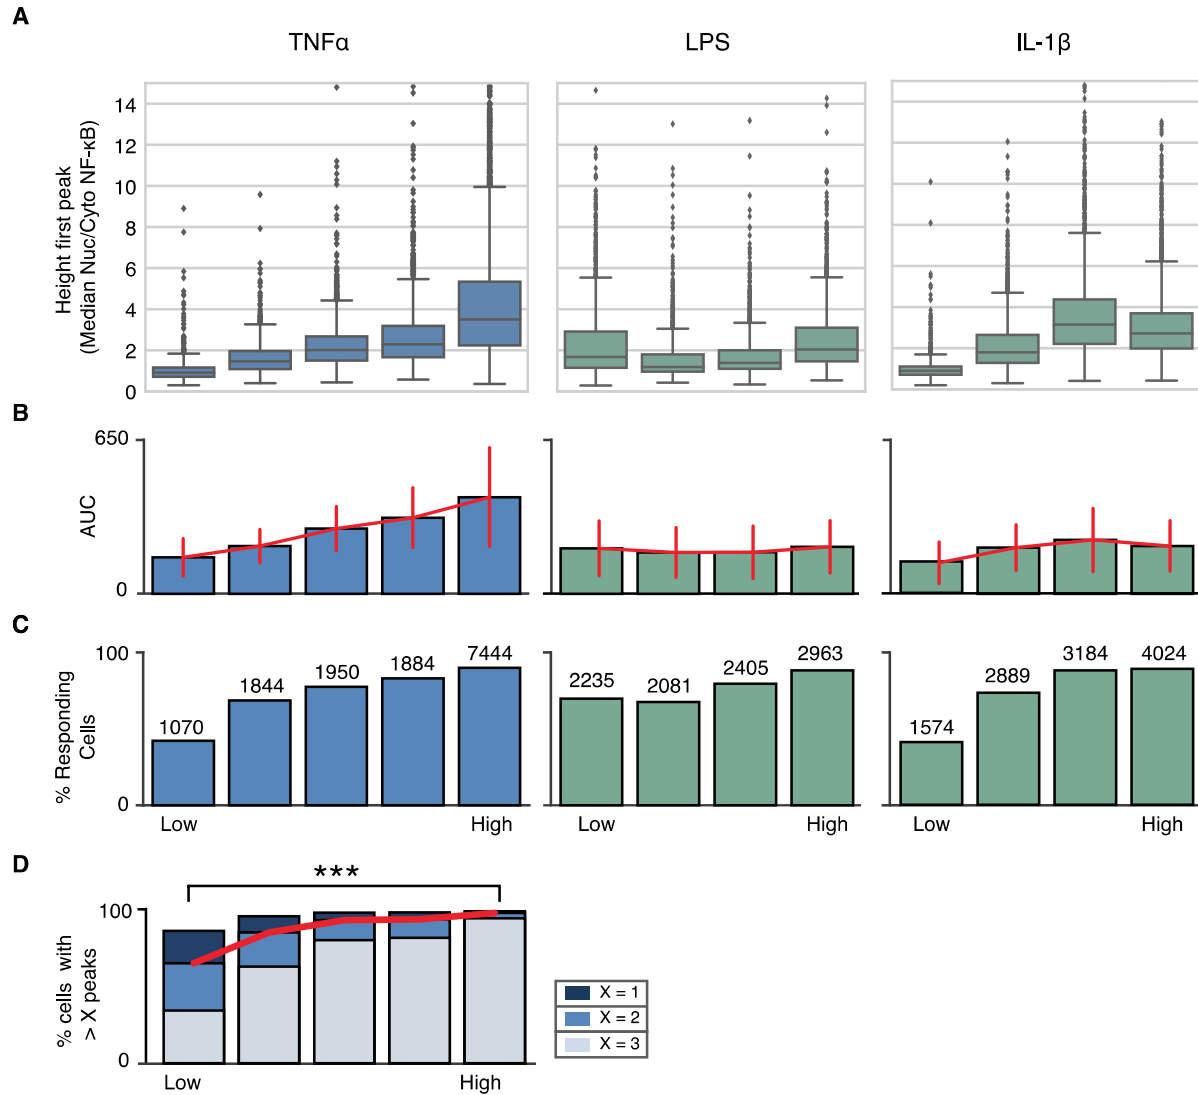 A
TNFα LPS IL-1β
Height first peak
(Median Nuc/Cyto NF-κB)
14
12
10
8
6
4
2
0
B
AUC
650
0
C
% Responding
Cells
100
0
1070 1844 1950 1884 7444
2235 2081 2405 2963
1574 2889 3184 4024
Low High Low High Low High
D
***
% cells with
> X peaks
100
0
Low High
X = 1
X = 2
X = 3